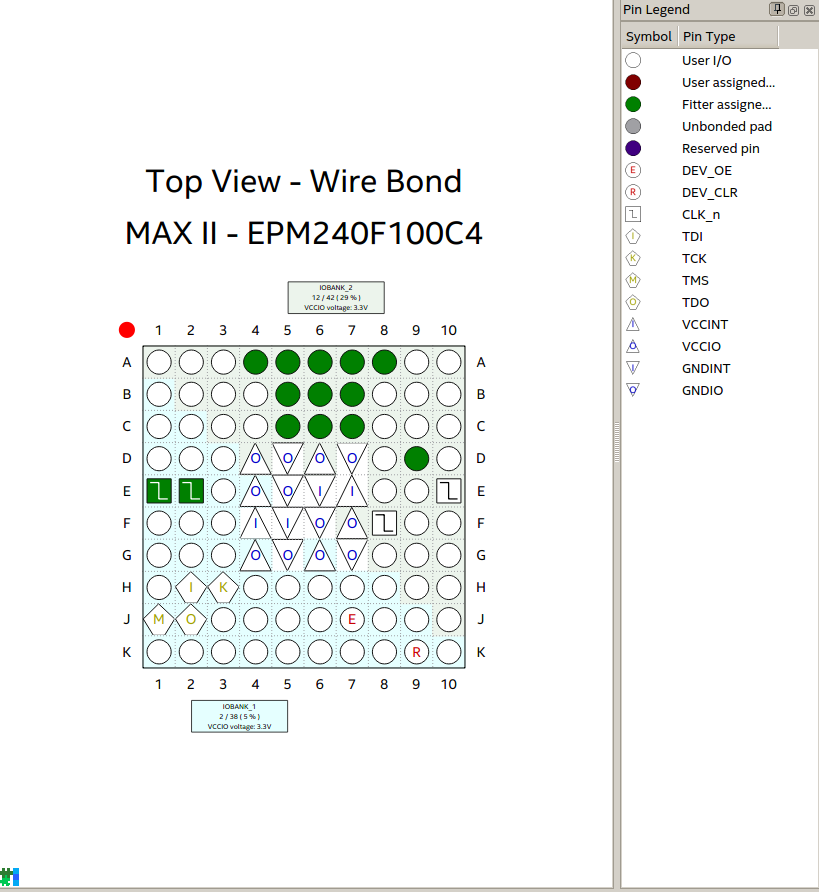 Pin Legend
Symbol Pin Type
User I/O
User assigned...
Fitter assigne...
Unbonded pad
Reserved pin
E DEV_OE
R DEV_CLR
CLK_n
I TDI
K TCK
M TMS
O TDO
I VCCINT
O VCCIO
I GNDINT
O GNDIO
Top View - Wire Bond
MAX II - EPM240F100C4
IOBANK_2
12 / 42 ( 29 % )
VCCIO voltage: 3.3V
1 2 3 4 5 6 7 8 9 10
A A
B B
C C
D O O O O D
E O O I I E
F I I O O F
G O O O O G
H I K H
J M O E J
K R K
1 2 3 4 5 6 7 8 9 10
IOBANK_1
2 / 38 ( 5 % )
VCCIO voltage: 3.3V